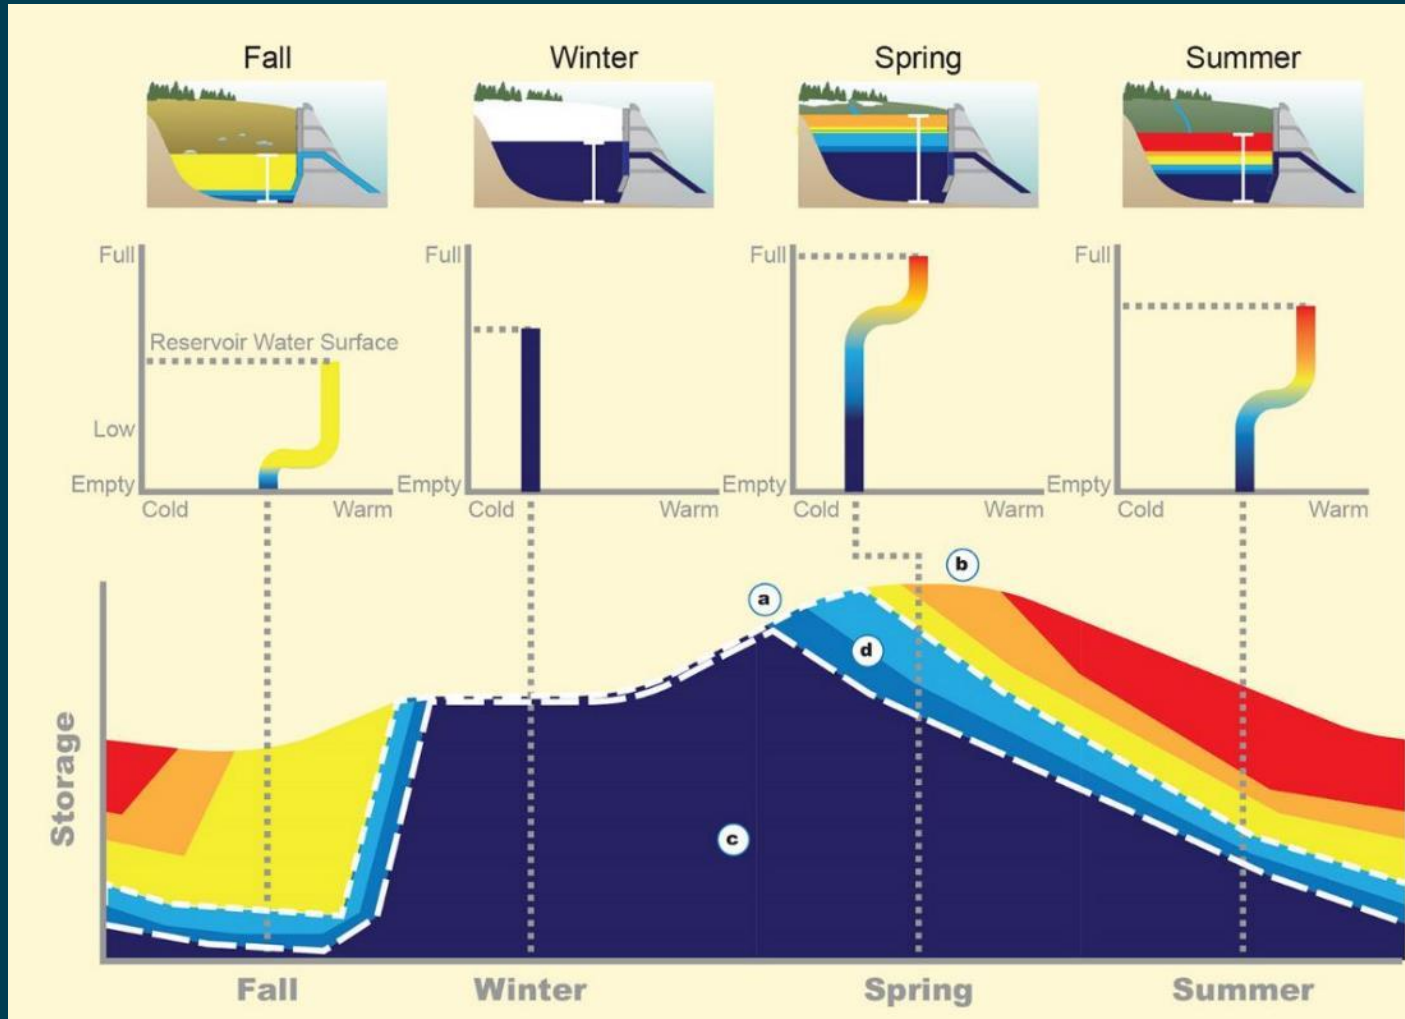 Fall
Winter
Spring
Summer
Full
Reservoir Water Surface
Low
Empty
Cold
Warm
Full
Empty
Cold
Warm
Full
Empty
Cold
Warm
Full
Empty
Cold
Warm
a
b
c
d
Storage
Fall
Winter
Spring
Summer